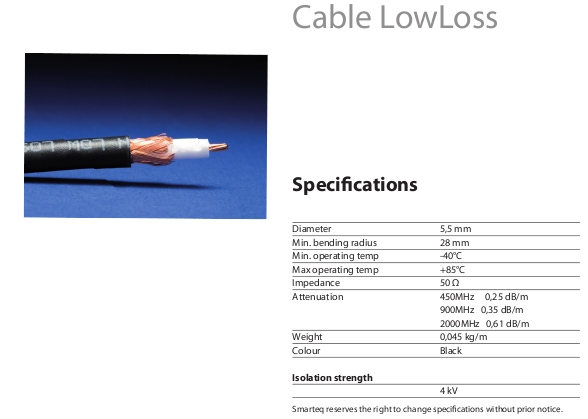 Cable LowLoss
Specifications
Diameter 5,5 mm
Min. bending radius 28 mm
Min. operating temp -40°C
Max operating temp +85°C
Impedance 50 Ω
Attenuation 450MHz 0,25 dB/m
900MHz 0,35 dB/m
2000MHz 0,61 dB/m
Weight 0,045 kg/m
Colour Black
Isolation strength
4 kV
Smarteq reserves the right to change specifications without prior notice.